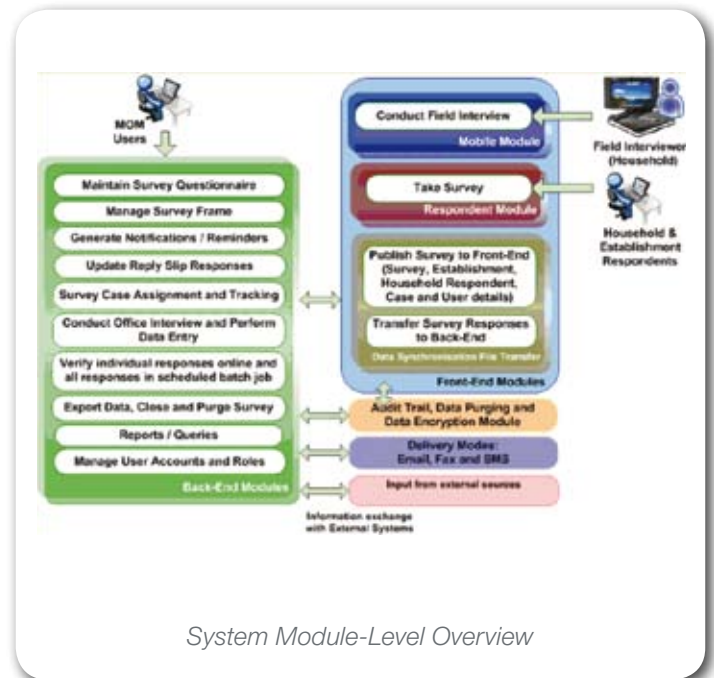 MOM
Users
Maintain Survey Questionnaire
Manage Survey Frame
Generate Notifications / Reminders
Update Reply Slip Responses
Survey Case Assignment and Tracking
Conduct Office Interview and Perform
Data Entry
Verify individual responses online and
all responses in scheduled batch job
Export Data, Close and Purge Survey
Reports / Queries
Manage User Accounts and Roles
Back-End Modules
Conduct Field Interview
Mobile Module
Take Survey
Respondent Module
Publish Survey to Front-End
(Survey, Establishment,
Household Respondent,
Case and User details)
Transfer Survey Responses
to Back-End
Data Synchronisation File Transfer
Front-End Modules
Audit Trail, Data Purging and
Data Encryption Module
Delivery Modes:
Email, Fax and SMS
Input from external sources
Field Interviewer
(Household)
Household &
Establishment
Respondents
Information exchange
with External Systems
System Module-Level Overview